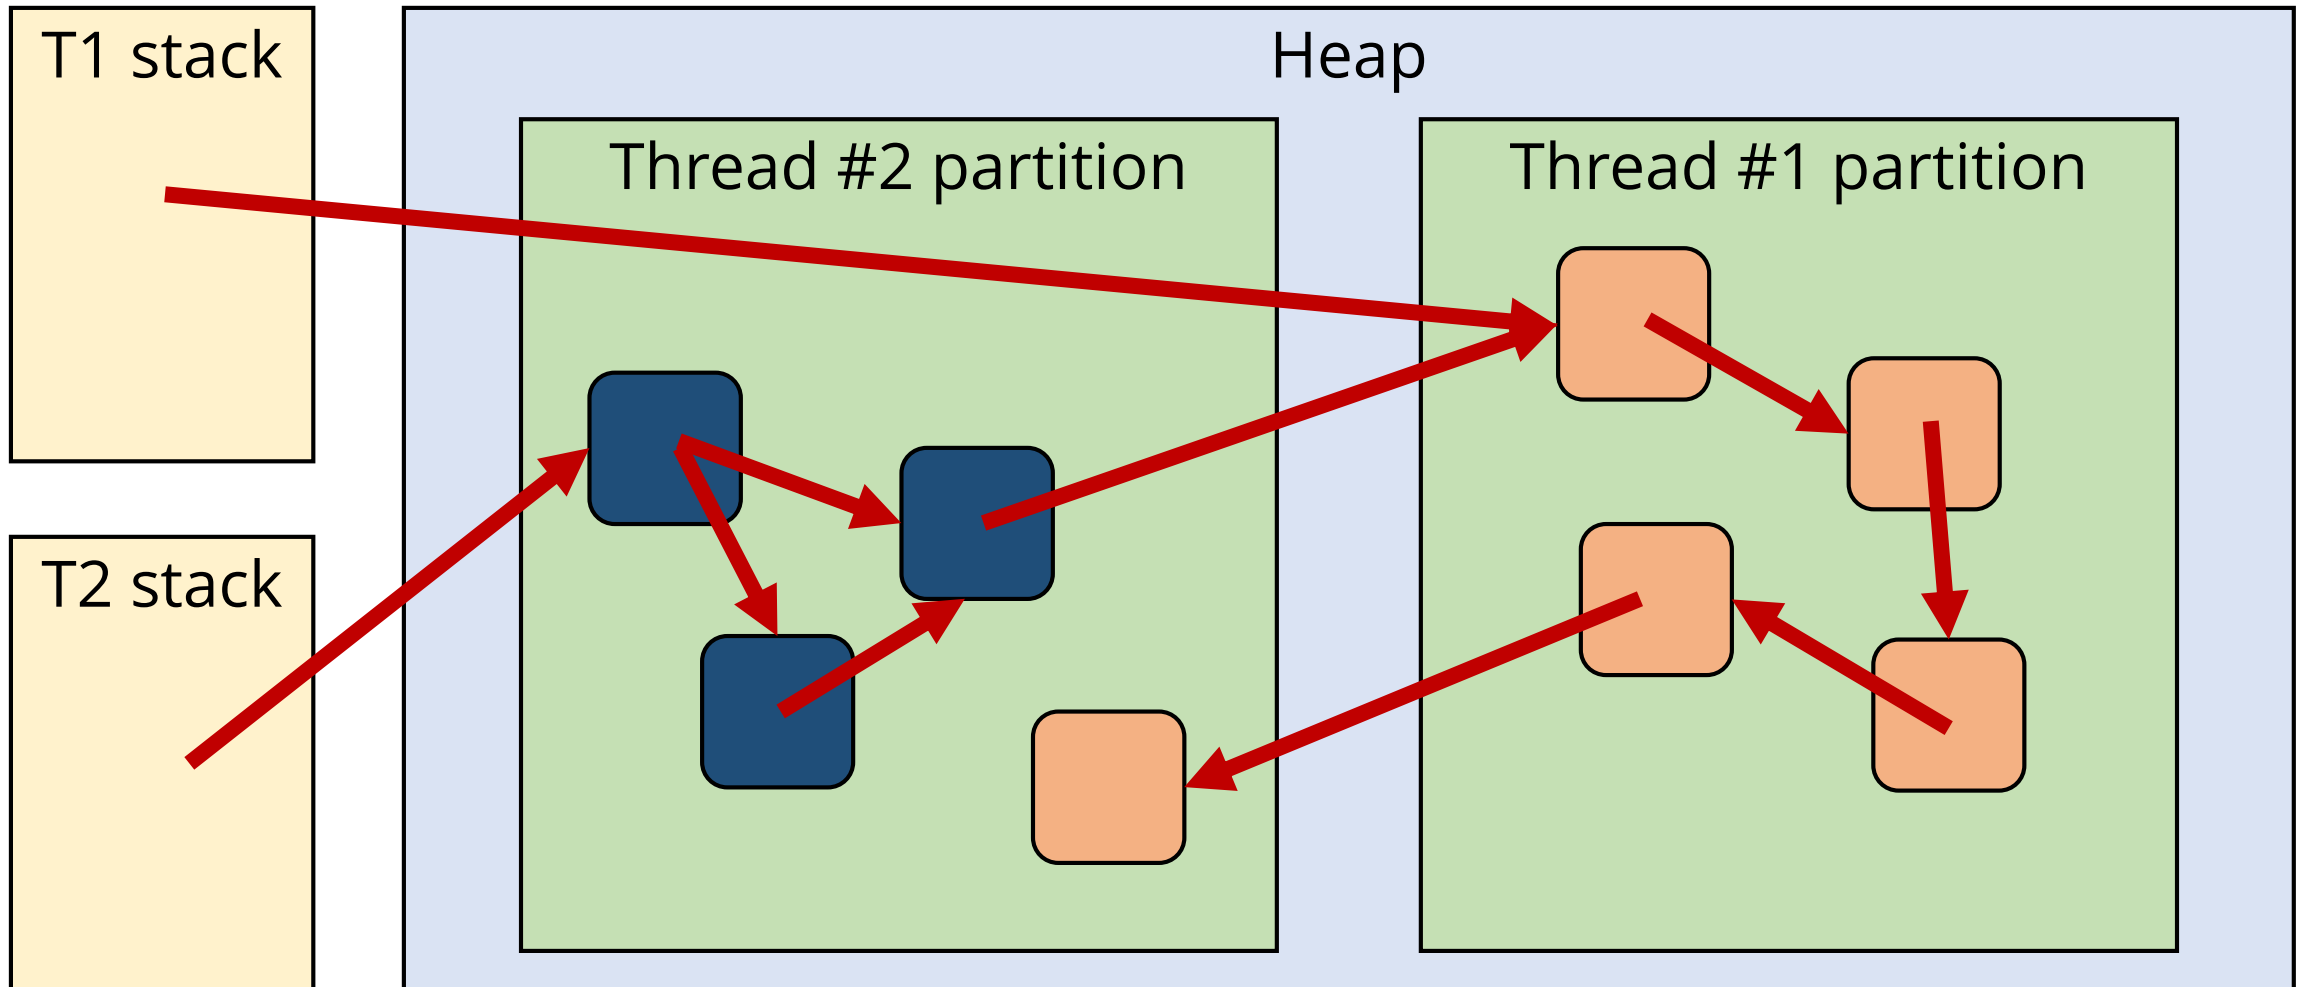 T1 stack
Heap
Thread #2 partition
Thread #1 partition
T2 stack